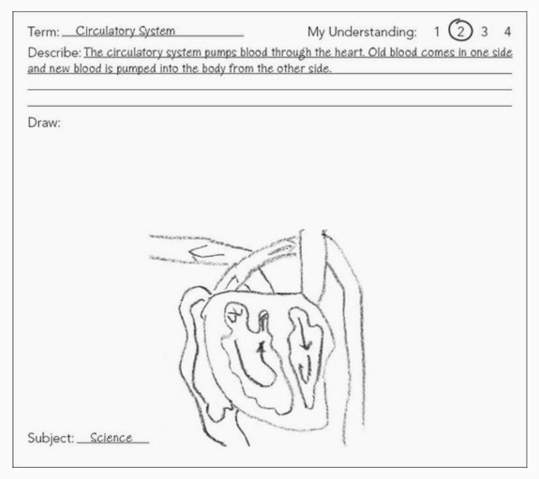 Term: Circulatory System My Understanding: 1 2 3 4
Describe: The circulatory system pumps blood through the heart. Old blood comes in one side
and new blood is pumped into the body from the other side.
Draw:
Subject: Science